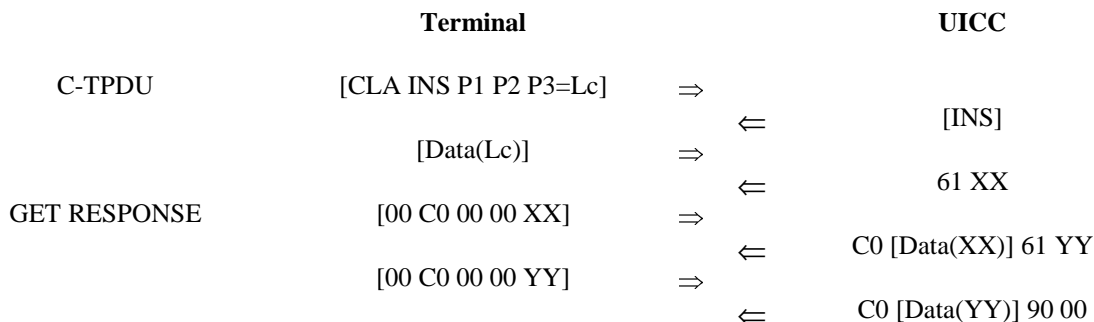 Terminal UICC
C-TPDU [CLA INS P1 P2 P3=Lc] ⇒
⇐ [INS]
[Data(Lc)] ⇒
⇐ 61 XX
GET RESPONSE [00 C0 00 00 XX] ⇒
⇐ C0 [Data(XX)] 61 YY
[00 C0 00 00 YY] ⇒
⇐ C0 [Data(YY)] 90 00